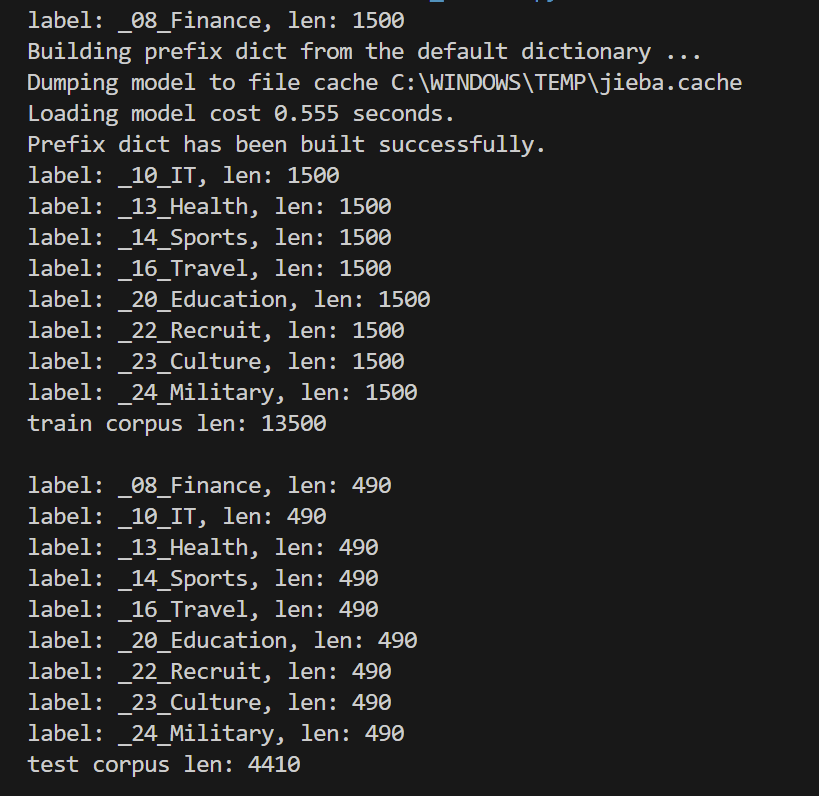 label: _08_Finance, len: 1500
Building prefix dict from the default dictionary ...
Dumping model to file cache C:\WINDOWS\TEMP\jieba.cache
Loading model cost 0.555 seconds.
Prefix dict has been built successfully.
label: _10_IT, len: 1500
label: _13_Health, len: 1500
label: _14_Sports, len: 1500
label: _16_Travel, len: 1500
label: _20_Education, len: 1500
label: _22_Recruit, len: 1500
label: _23_Culture, len: 1500
label: _24_Military, len: 1500
train corpus len: 13500

label: _08_Finance, len: 490
label: _10_IT, len: 490
label: _13_Health, len: 490
label: _14_Sports, len: 490
label: _16_Travel, len: 490
label: _20_Education, len: 490
label: _22_Recruit, len: 490
label: _23_Culture, len: 490
label: _24_Military, len: 490
test corpus len: 4410